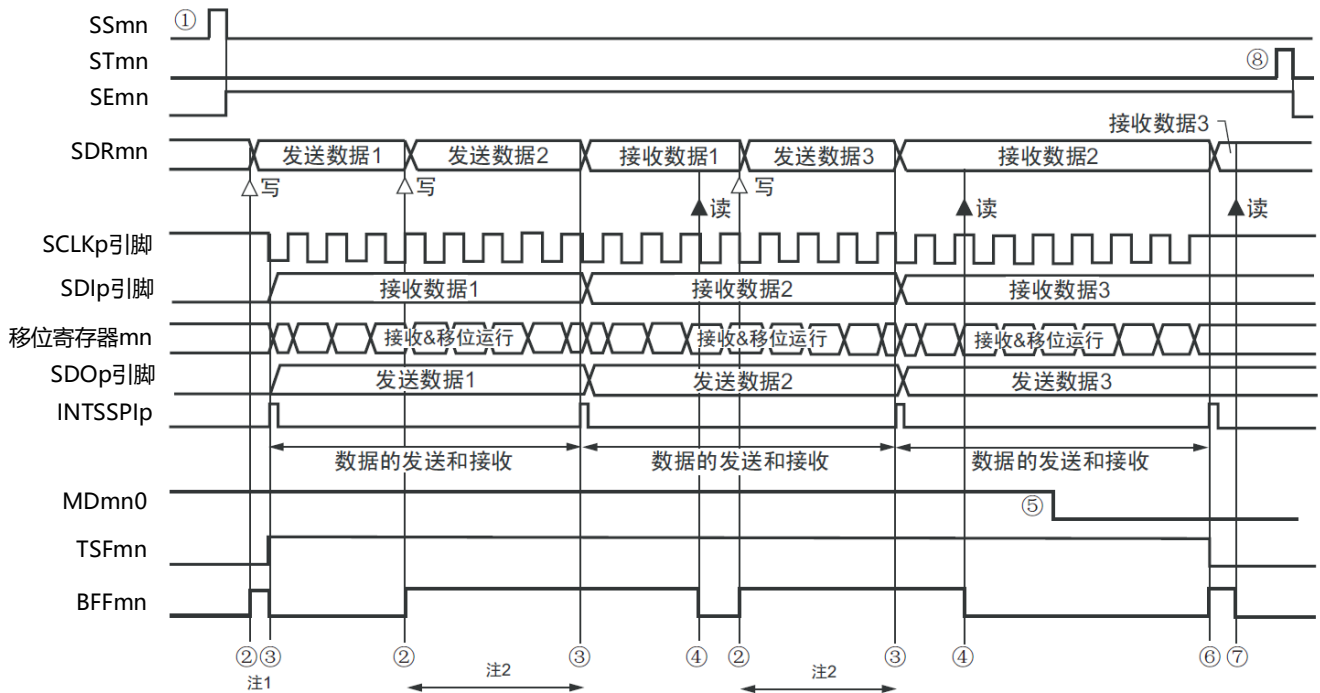 SSmn ①
STmn ⑧
SEmn
接收数据3
SDRmn 发送数据1 发送数据2 接收数据1 发送数据3 接收数据2
写 写 读 写 读 读
SCLKp引脚
SDIp引脚 接收数据1 接收数据2 接收数据3
移位寄存器mn 接收&移位运行 接收&移位运行 接收&移位运行
SDOp引脚 发送数据1 发送数据2 发送数据3
INTSSPIp
数据的发送和接收 数据的发送和接收 数据的发送和接收
MDmn0 ⑤
TSFmn
BFFmn
② ③ ② ③ ④ ② ③ ④ ⑥ ⑦
注1 注2 注2